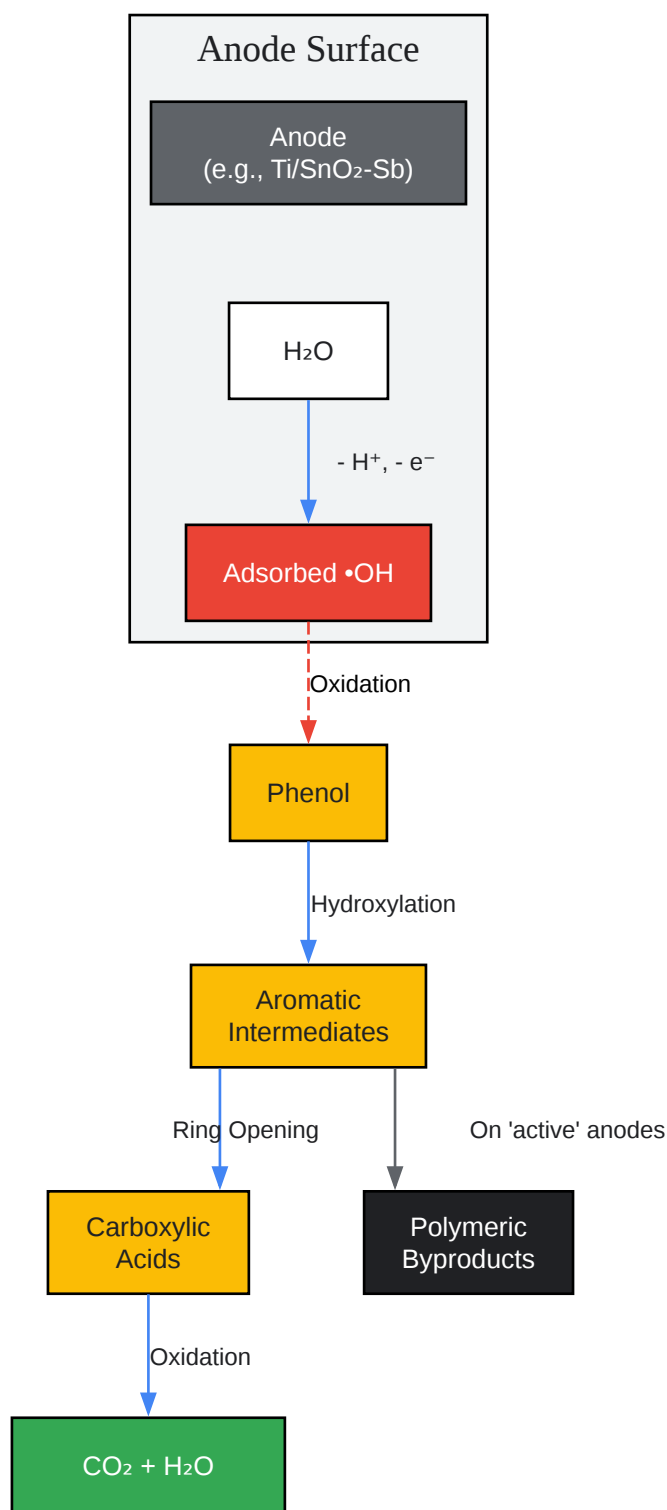 Anode Surface
Anode
(e.g., Ti/SnO₂-Sb)
H₂O
- H⁺, - e⁻
Adsorbed •OH
Oxidation
Phenol
Hydroxylation
Aromatic
Intermediates
Ring Opening
On 'active' anodes
Carboxylic
Acids
Polymeric
Byproducts
Oxidation
CO₂ + H₂O